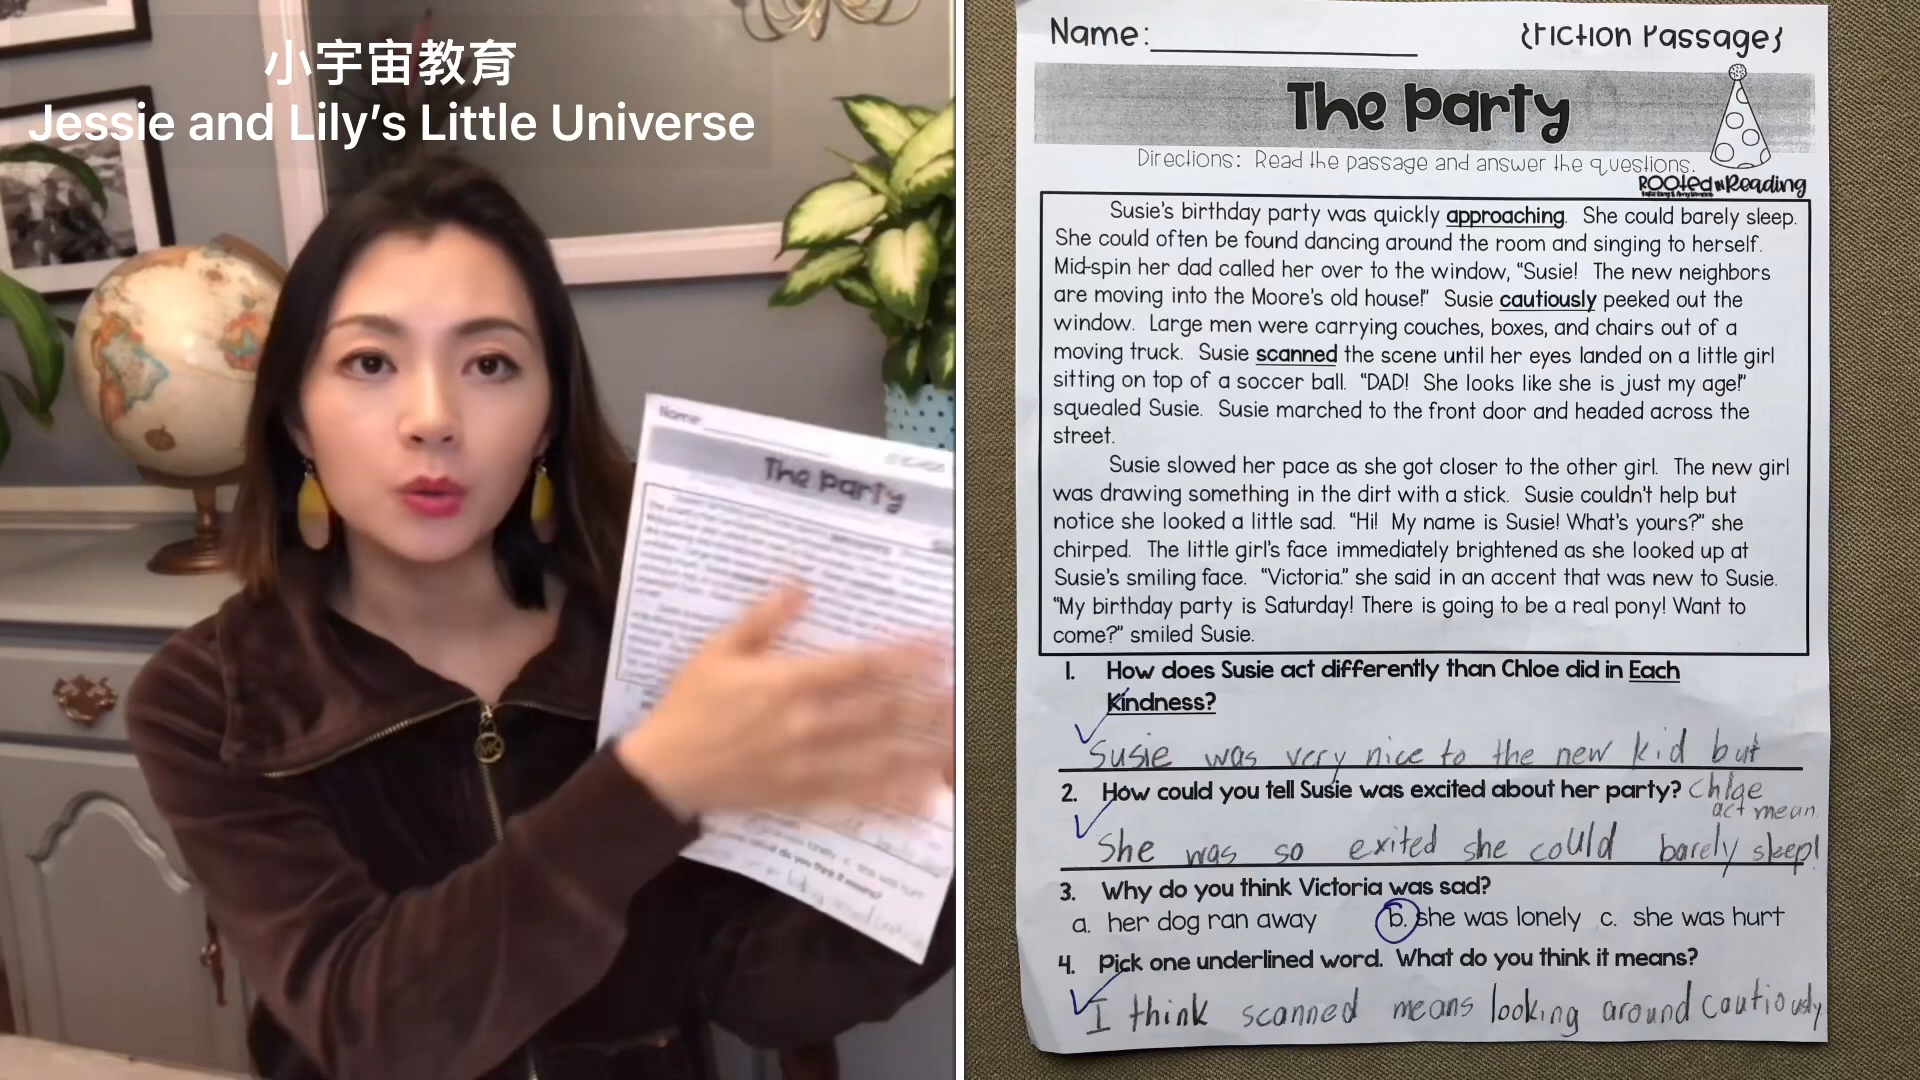 小宇宙教育
Jessie and Lily's Little Universe
Name:
The Party
Name:
{Fiction Passage}
The Party
Directions: Read the passage and answer the questions.
Rooted in Reading
Susie's birthday party was quickly approaching. She could barely sleep.
She could often be found dancing around the room and singing to herself.
Mid-spin her dad called her over to the window, "Susie! The new neighbors
are moving into the Moore's old house!" Susie cautiously peeked out the
window. Large men were carrying couches, boxes, and chairs out of a
moving truck. Susie scanned the scene until her eyes landed on a little girl
sitting on top of a soccer ball. "DAD! She looks like she is just my age!"
squealed Susie. Susie marched to the front door and headed across the
street.
Susie slowed her pace as she got closer to the other girl. The new girl
was drawing something in the dirt with a stick. Susie couldn't help but
notice she looked a little sad. "Hi! My name is Susie! What's yours?" she
chirped. The little girl's face immediately brightened as she looked up at
Susie's smiling face. "Victoria." she said in an accent that was new to Susie.
"My birthday party is Saturday! There is going to be a real pony! Want to
come?" smiled Susie.
1. How does Susie act differently than Chloe did in Each
Kindness?
Susie was very nice to the new kid but
Chloe
act mean.
2. How could you tell Susie was excited about her party?
She was so exited she could barely sleep!
3. Why do you think Victoria was sad?
a. her dog ran away b. she was lonely c. she was hurt
4. Pick one underlined word. What do you think it means?
I think scanned means looking around cautiously